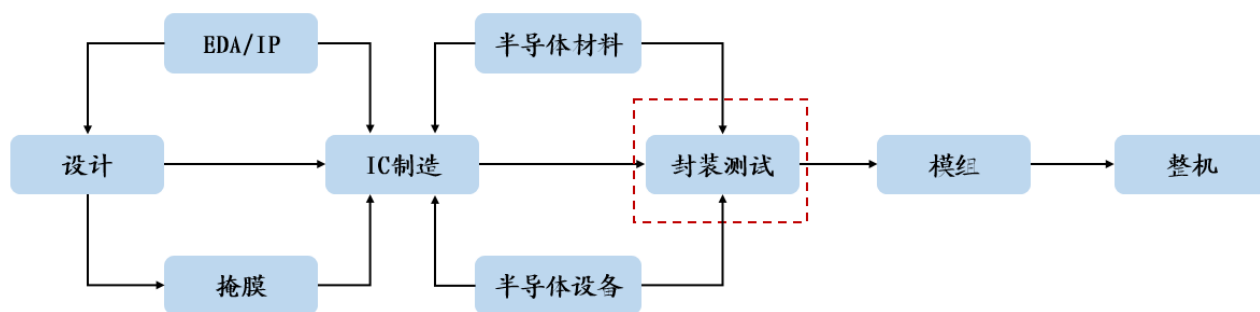 EDA/IP
半导体材料
设计
IC制造
封装测试
模组
整机
掩膜
半导体设备